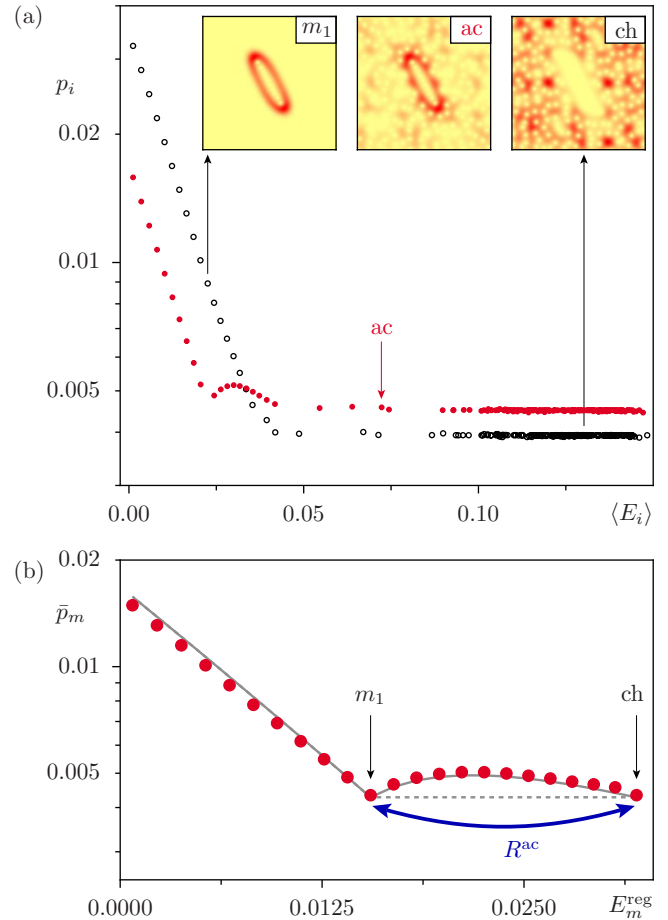 (a)
m₁
ac
ch
pᵢ
0.02
0.01
0.005
ac
0.00
0.05
0.10
⟨Eᵢ⟩
(b)
0.02
p̄ₘ
0.01
m₁
ch
0.005
Rᵃᶜ
0.0000
0.0125
0.0250
Eₘʳᵉᵍ